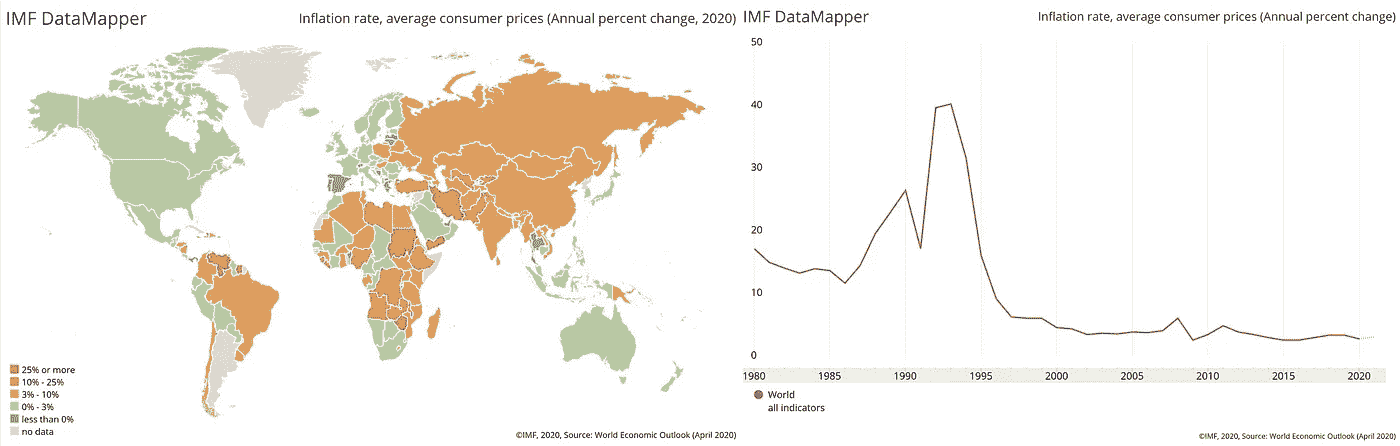 IMF DataMapper
Inflation rate, average consumer prices (Annual percent change, 2020)
25% or more
10% - 25%
3% - 10%
0% - 3%
less than 0%
no data
©IMF, 2020, Source: World Economic Outlook (April 2020)
IMF DataMapper
Inflation rate, average consumer prices (Annual percent change)
50
40
30
20
10
0
1980 1985 1990 1995 2000 2005 2010 2015 2020
World
all indicators
©IMF, 2020, Source: World Economic Outlook (April 2020)